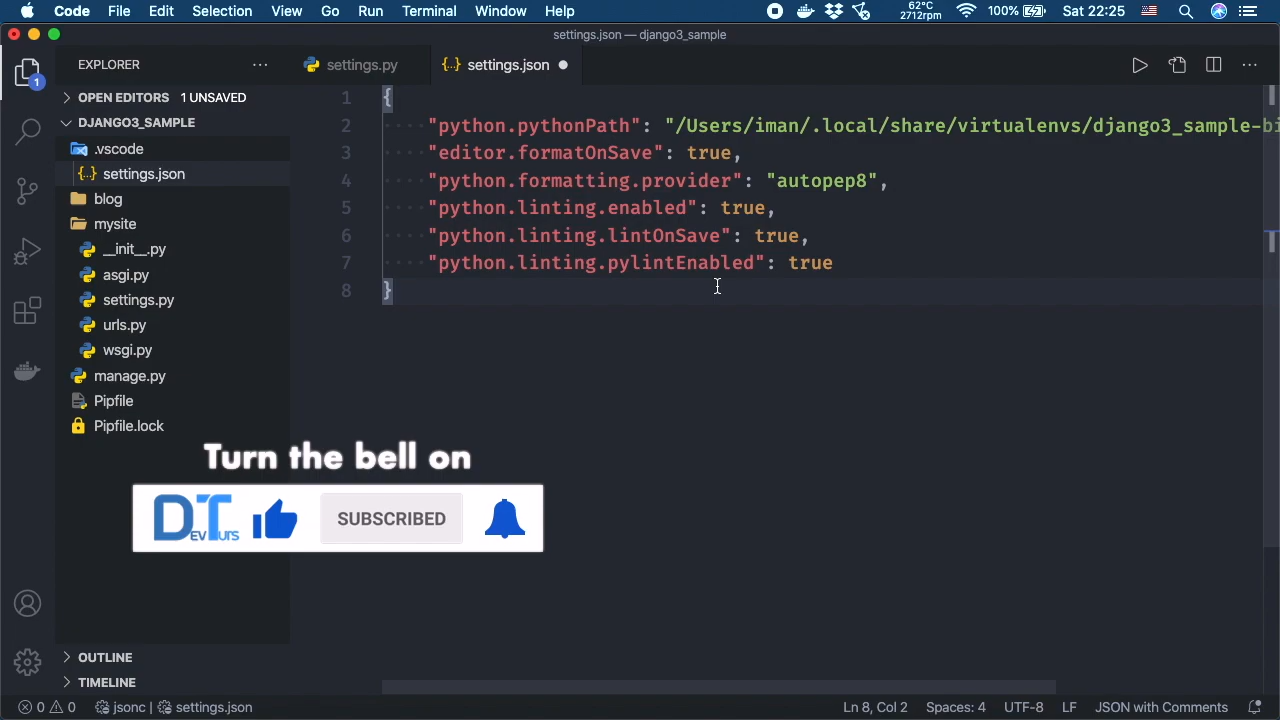 Code File Edit Selection View Go Run Terminal Window Help 62°C 2712rpm 100% Sat 22:25
settings.json — django3_sample
EXPLORER
settings.py
{..} settings.json
1
OPEN EDITORS 1 UNSAVED
DJANGO3_SAMPLE
.vscode
{..} settings.json
blog
mysite
__init__.py
asgi.py
settings.py
urls.py
wsgi.py
manage.py
Pipfile
Pipfile.lock
OUTLINE
TIMELINE
1 {
2 "python.pythonPath": "/Users/iman/.local/share/virtualenvs/django3_sample-bi
3 "editor.formatOnSave": true,
4 "python.formatting.provider": "autopep8",
5 "python.linting.enabled": true,
6 "python.linting.lintOnSave": true,
7 "python.linting.pylintEnabled": true
8 }
Turn the bell on
DevTurs
SUBSCRIBED
0 0 jsonc | settings.json Ln 8, Col 2 Spaces: 4 UTF-8 LF JSON with Comments